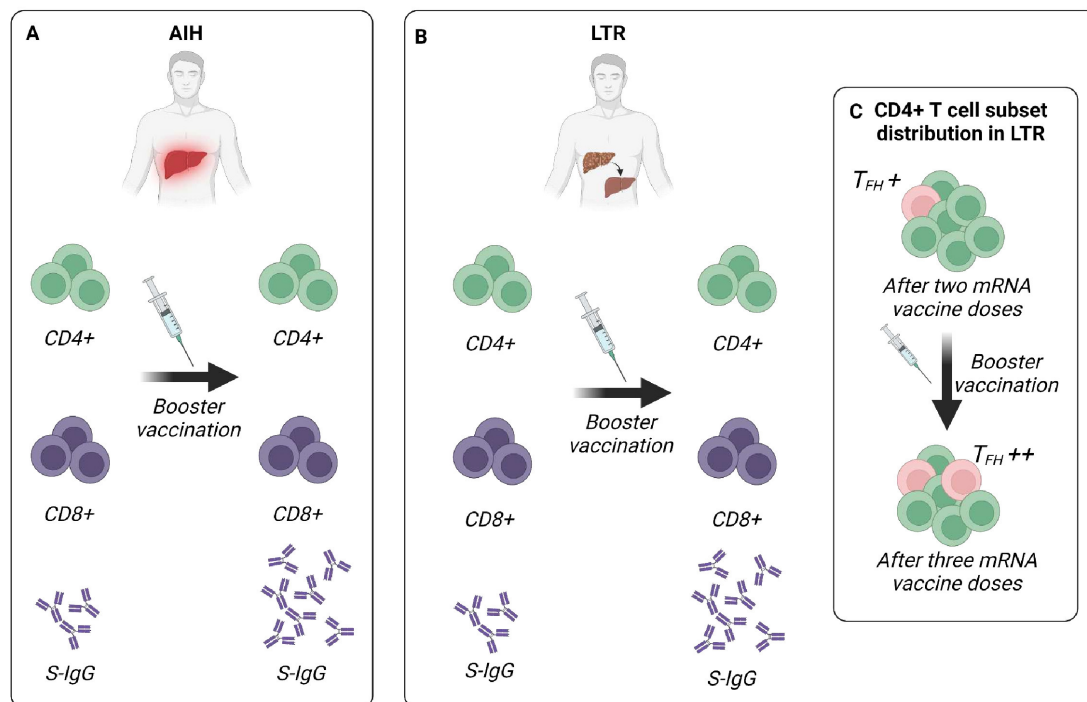 A
AIH
CD4+
CD4+
Booster
vaccination
CD8+
CD8+
S-IgG
S-IgG
B
LTR
CD4+
CD4+
Booster
vaccination
CD8+
CD8+
S-IgG
S-IgG
C CD4+ T cell subset
distribution in LTR
TFH +
After two mRNA
vaccine doses
Booster
vaccination
TFH ++
After three mRNA
vaccine doses